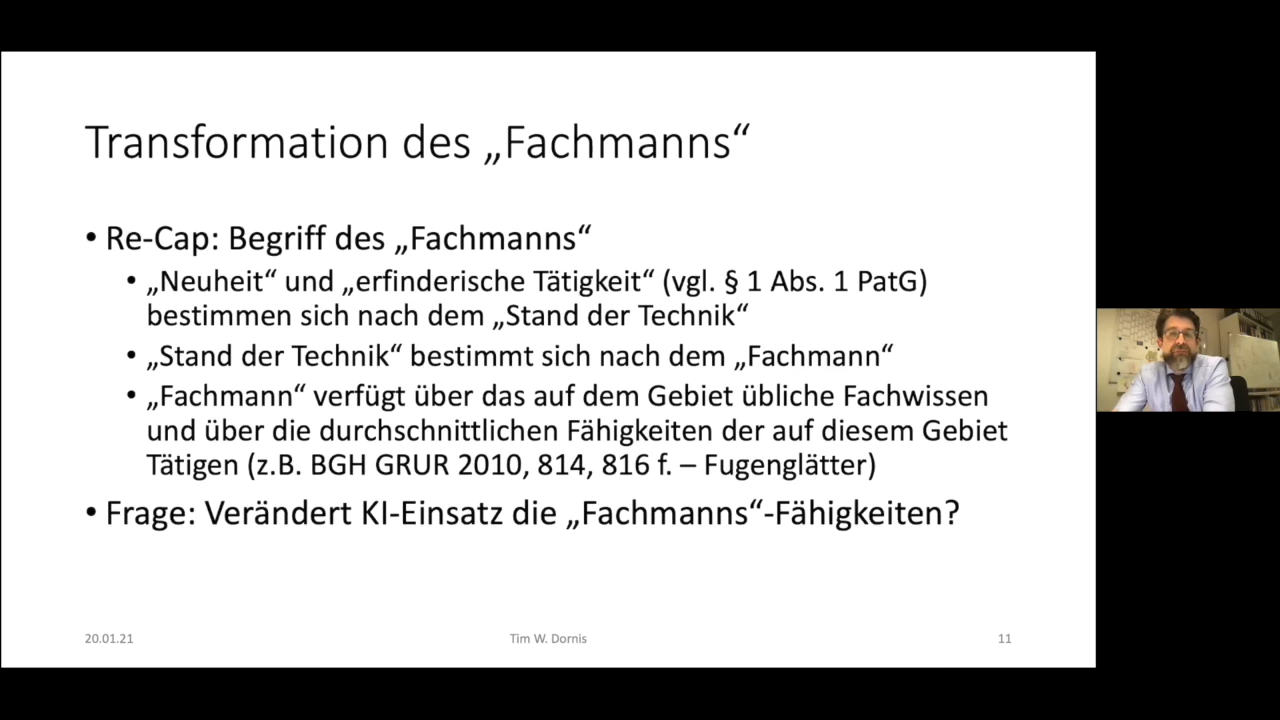 Transformation des „Fachmanns“
• Re-Cap: Begriff des „Fachmanns“
• „Neuheit“ und „erfinderische Tätigkeit“ (vgl. § 1 Abs. 1 PatG)
bestimmen sich nach dem „Stand der Technik“
• „Stand der Technik“ bestimmt sich nach dem „Fachmann“
• „Fachmann“ verfügt über das auf dem Gebiet übliche Fachwissen
und über die durchschnittlichen Fähigkeiten der auf diesem Gebiet
Tätigen (z.B. BGH GRUR 2010, 814, 816 f. – Fugenglätter)
• Frage: Verändert KI-Einsatz die „Fachmanns“-Fähigkeiten?
20.01.21
Tim W. Dornis
11